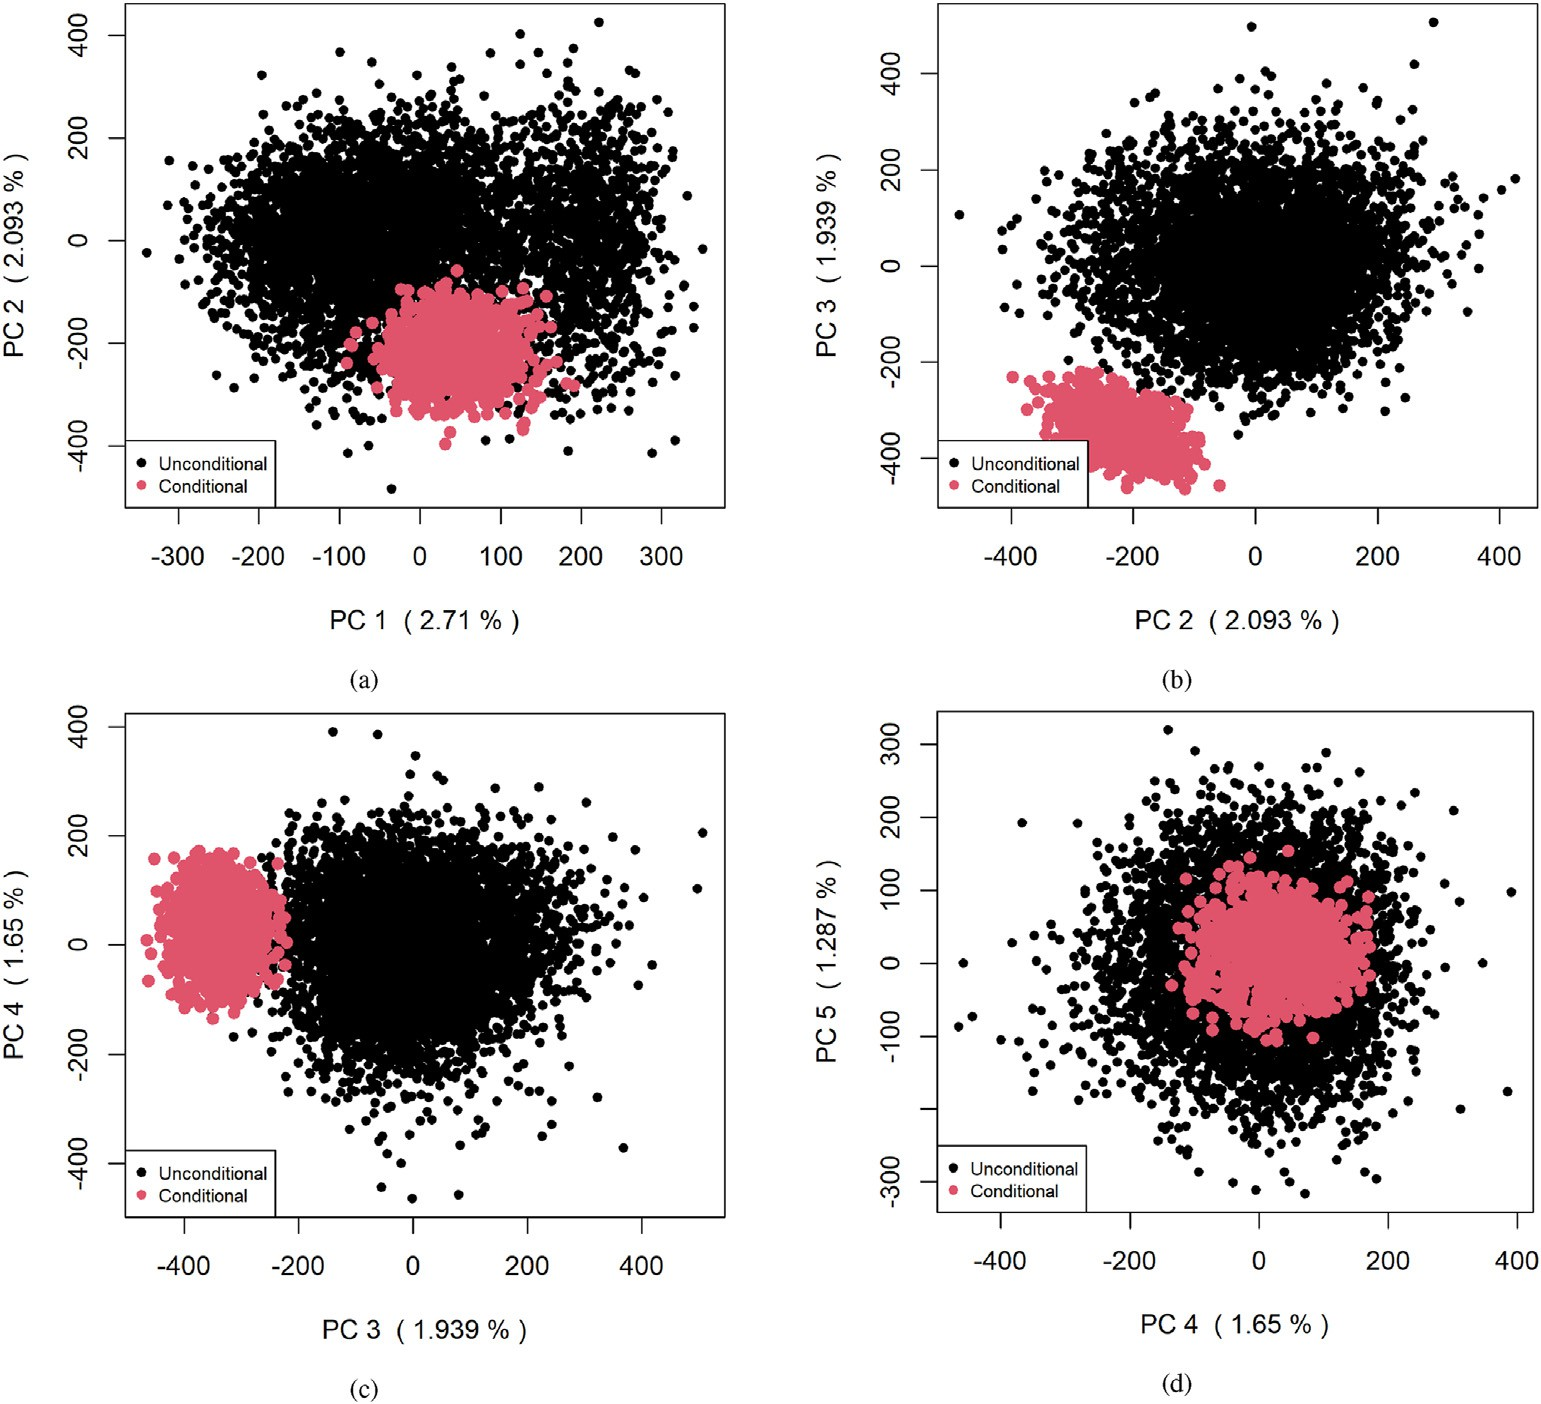 400
200
0
-200
-400
PC 2 ( 2.093 % )
Unconditional
Conditional
-300 -200 -100 0 100 200 300
PC 1 ( 2.71 % )
(a)
400
200
0
-200
-400
PC 3 ( 1.939 % )
Unconditional
Conditional
-400 -200 0 200 400
PC 2 ( 2.093 % )
(b)
400
200
0
-200
-400
PC 4 ( 1.65 % )
Unconditional
Conditional
-400 -200 0 200 400
PC 3 ( 1.939 % )
(c)
300
200
100
0
-100
-300
PC 5 ( 1.287 % )
Unconditional
Conditional
-400 -200 0 200 400
PC 4 ( 1.65 % )
(d)